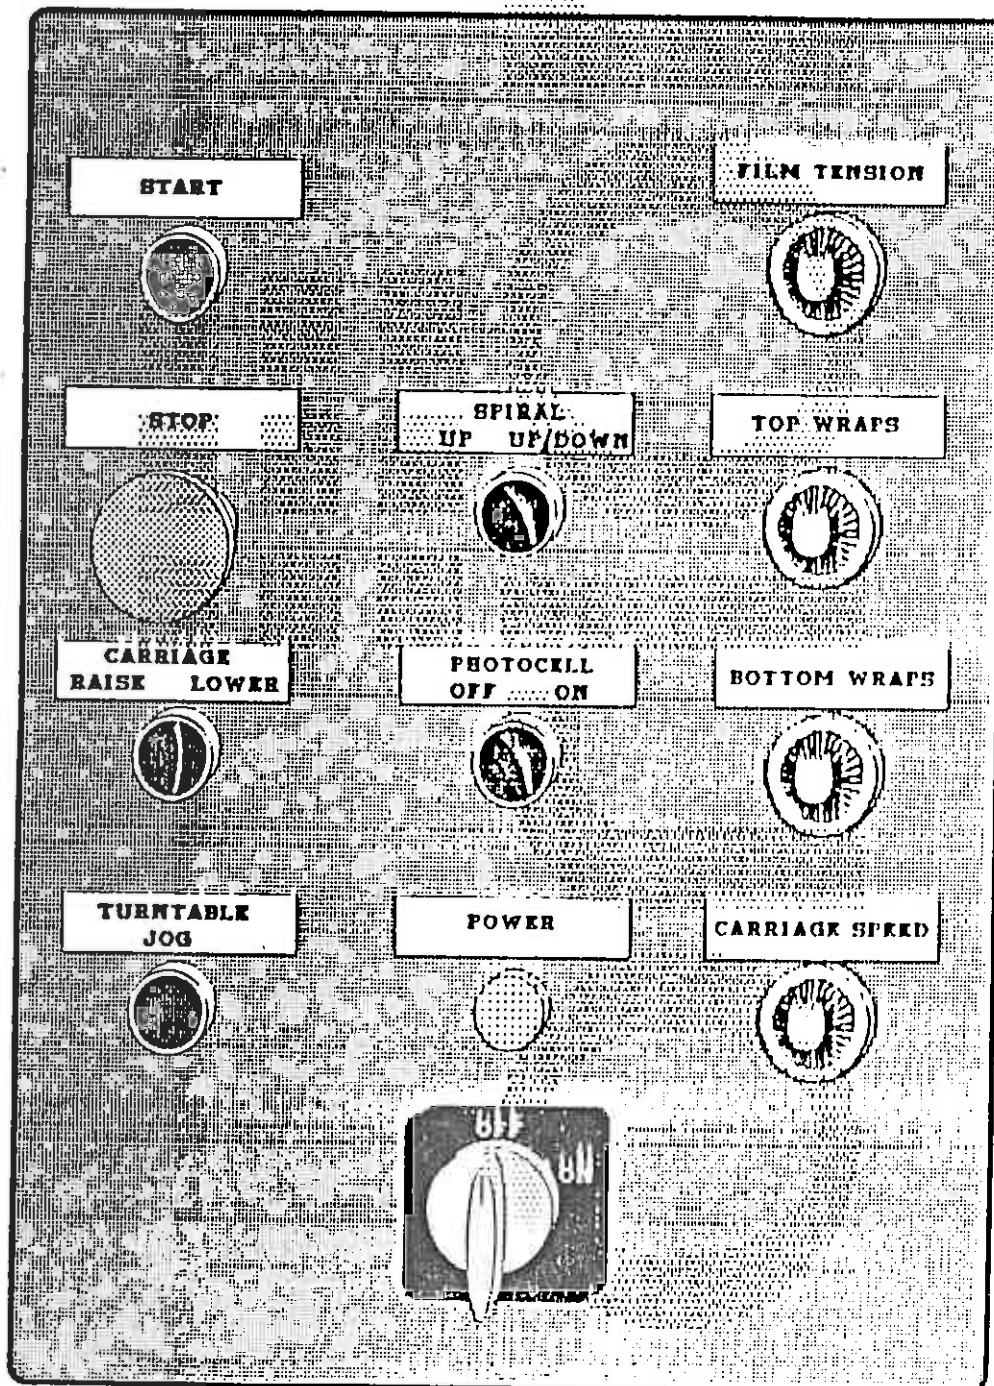 START
FILM TENSION
STOP
SPIRAL
UP UP/DOWN
TOP WRAPS
CARRIAGE
RAISE LOWER
PHOTOCELL
OFF ON
BOTTOM WRAPS
TURNTABLE
JOG
POWER
CARRIAGE SPEED
OFF
ON